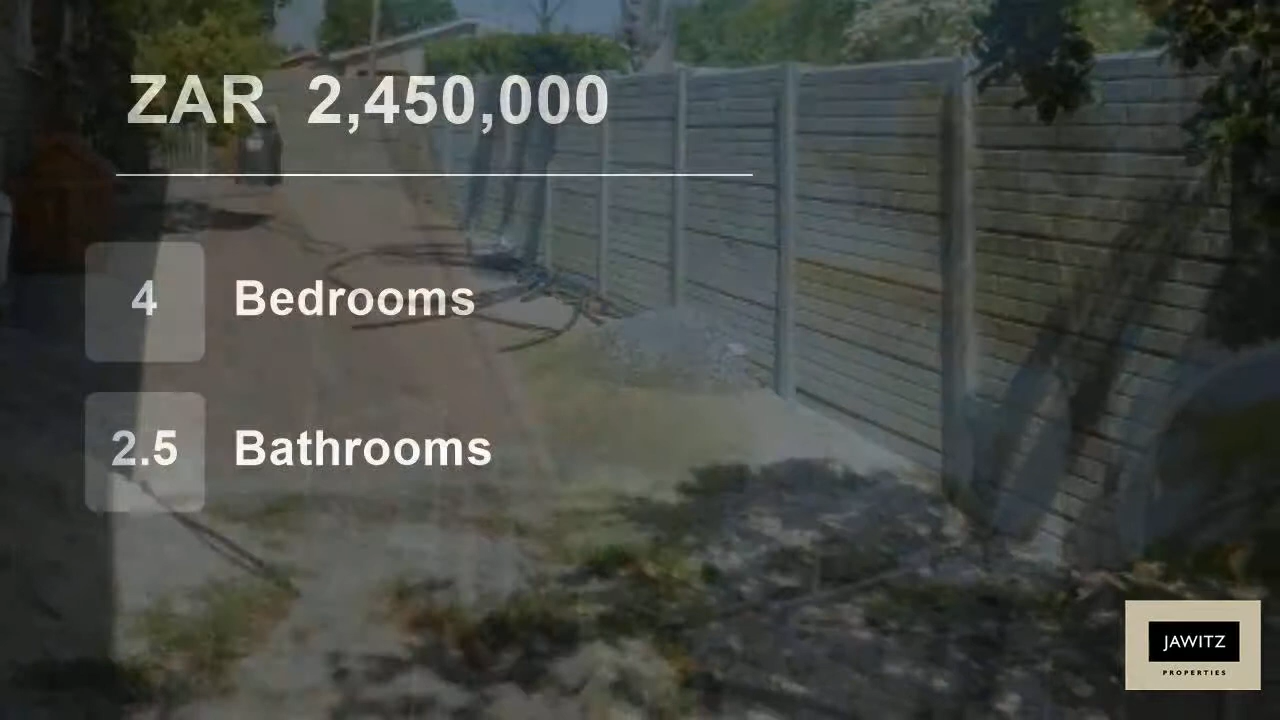 ZAR 2,450,000
4 Bedrooms
2.5 Bathrooms
JAWITZ
PROPERTIES